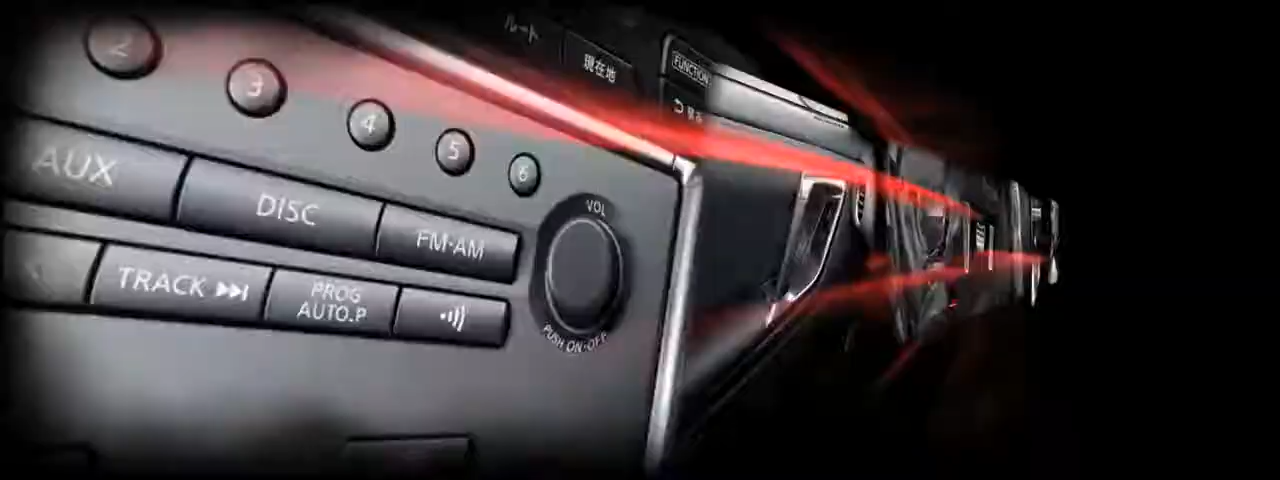 ルート
現在地
FUNCTION
2
3
4
5
6
AUX
DISC
FM·AM
VOL
TRACK
PROG
AUTO.P
PUSH ON·OFF